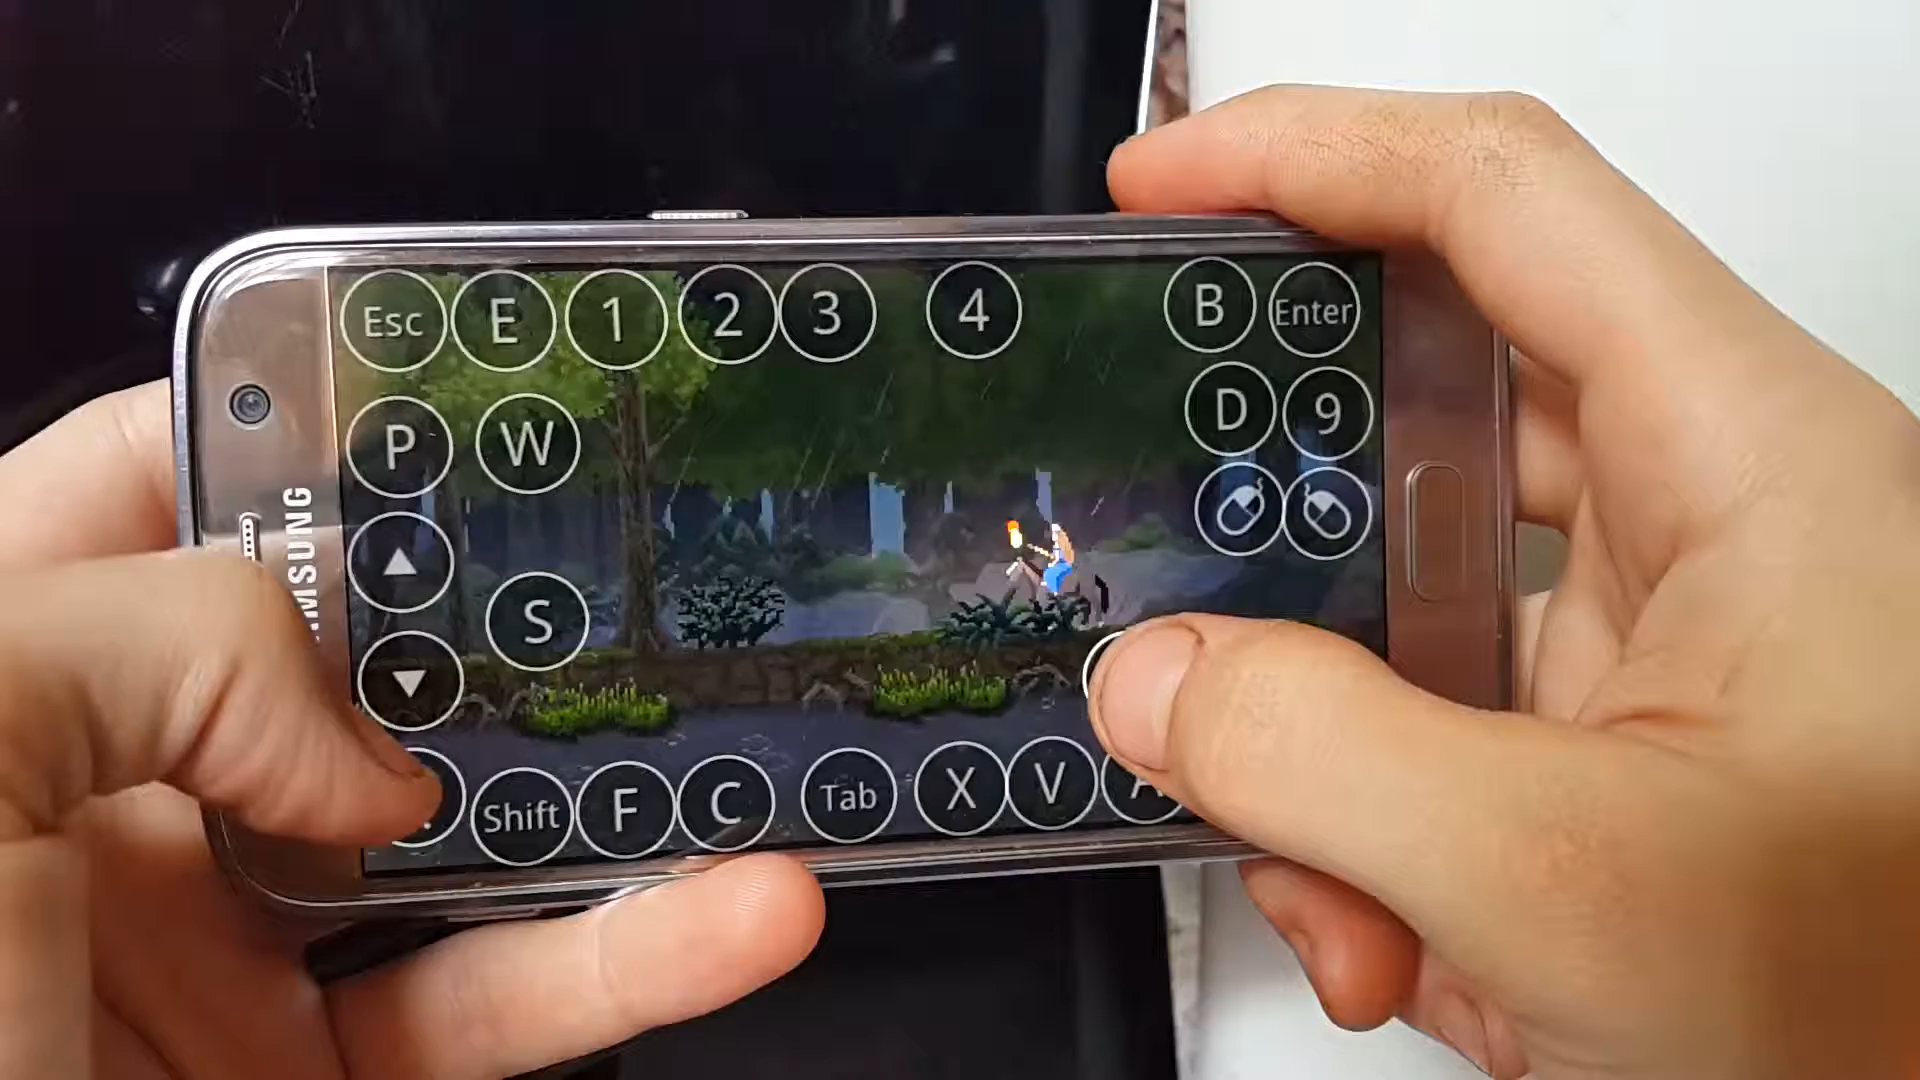 Esc E 1 2 3 4 B Enter
P W D 9
SAMSUNG
S
Shift F C Tab X V A